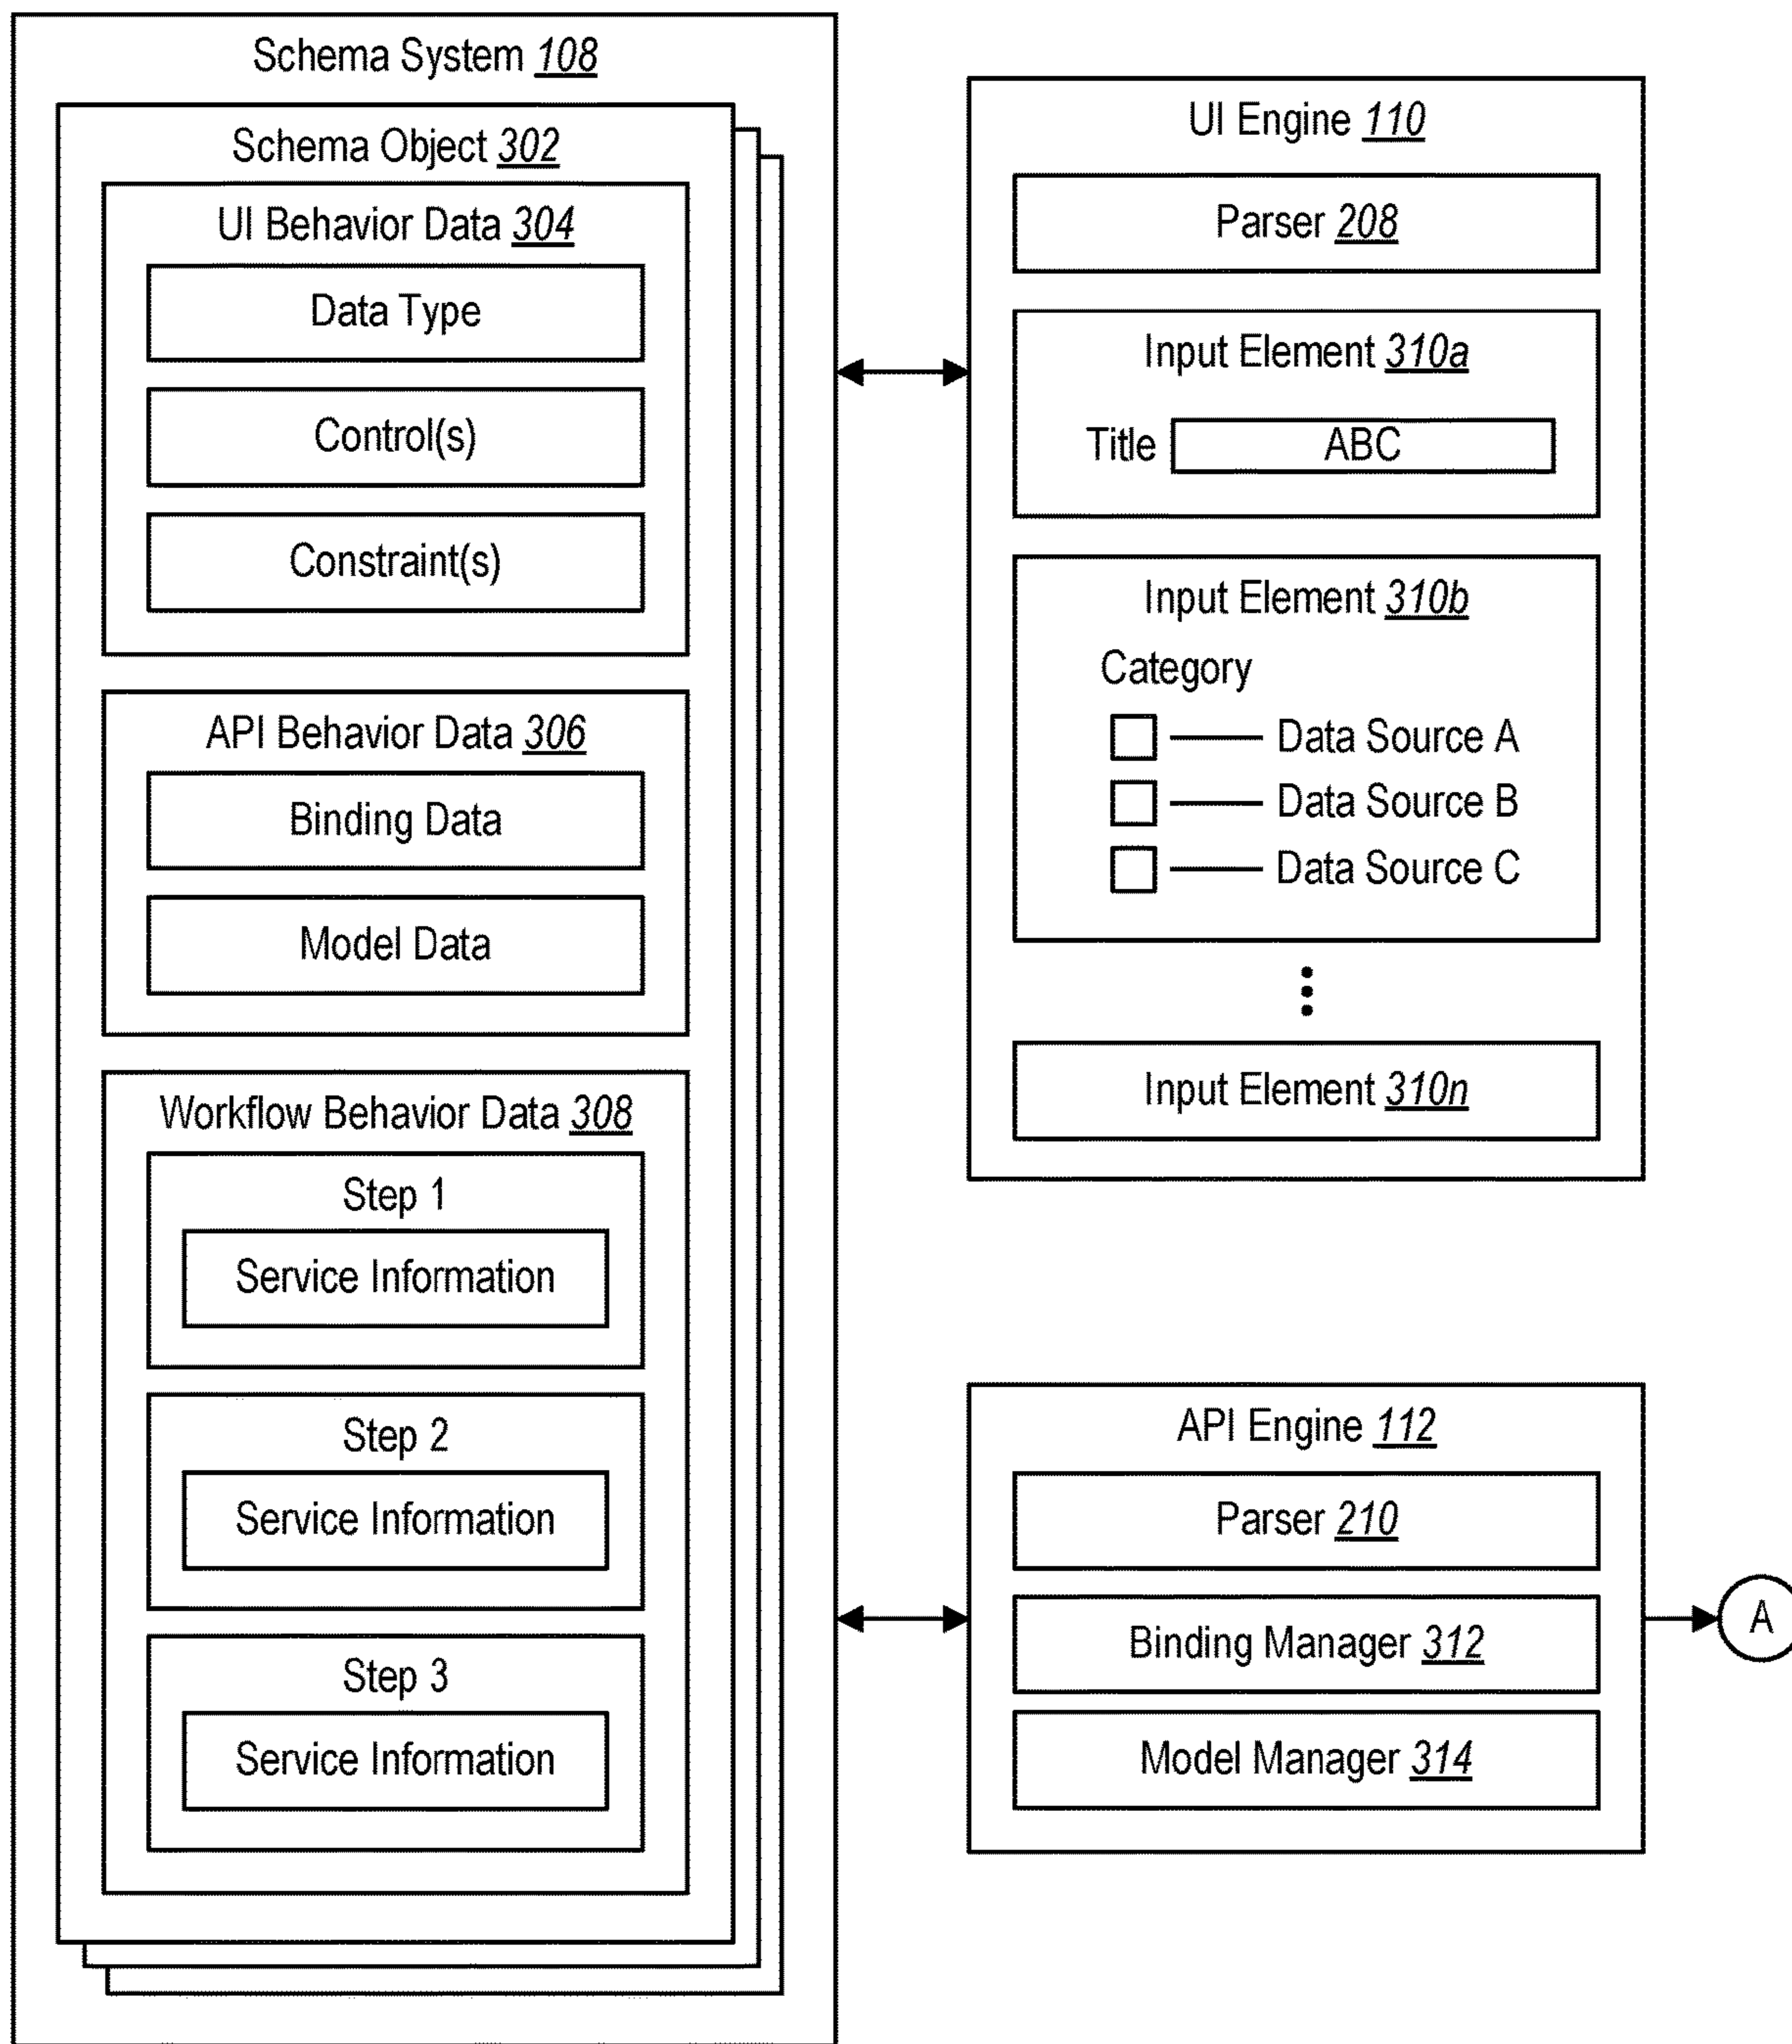 Schema System 108
Schema Object 302
UI Behavior Data 304
Data Type
Control(s)
Constraint(s)
API Behavior Data 306
Binding Data
Model Data
Workflow Behavior Data 308
Step 1
Service Information
Step 2
Service Information
Step 3
Service Information
UI Engine 110
Parser 208
Input Element 310a
Title ABC
Input Element 310b
Category
Data Source A
Data Source B
Data Source C
Input Element 310n
API Engine 112
Parser 210
Binding Manager 312
Model Manager 314
A